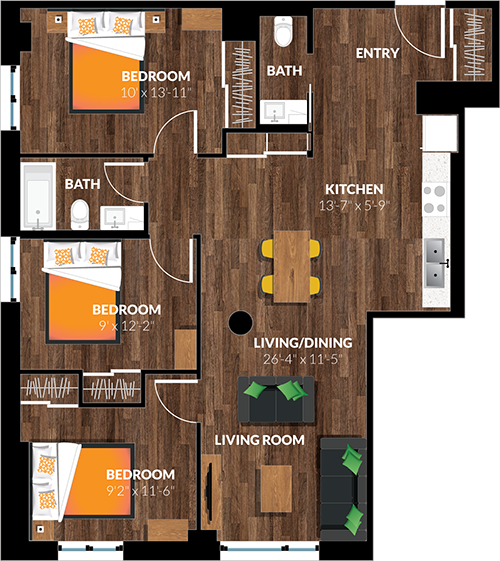 ENTRY
BEDROOM
10' x 13'-11"
BATH
BATH
KITCHEN
13'-7" x 5'-9"
BEDROOM
9' x 12'-2"
LIVING/DINING
26'-4" x 11'-5"
LIVING ROOM
BEDROOM
9'2" x 11'-6"